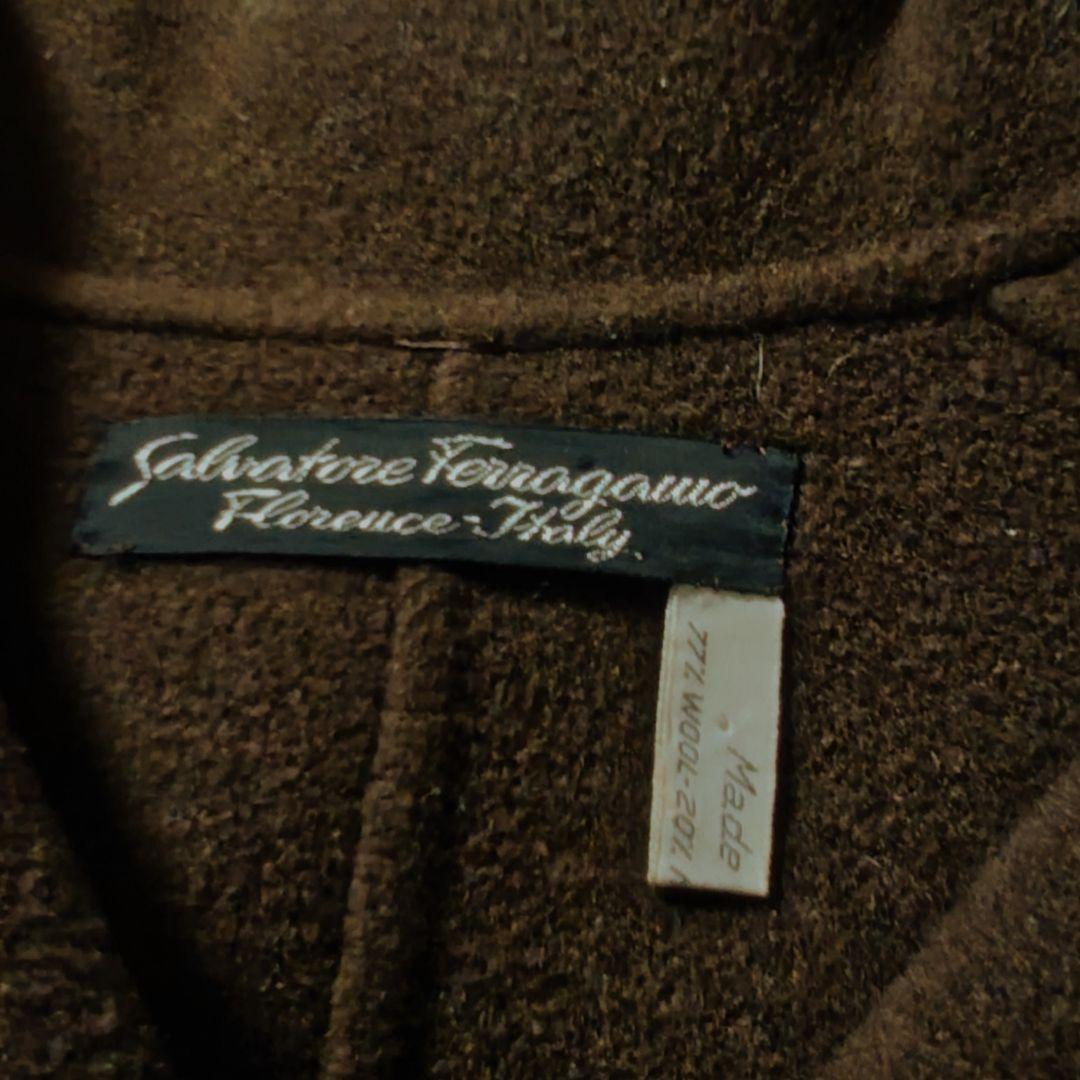 Salvatore Ferragamo
Florence-Italy.
Made
77% WOOL-20%